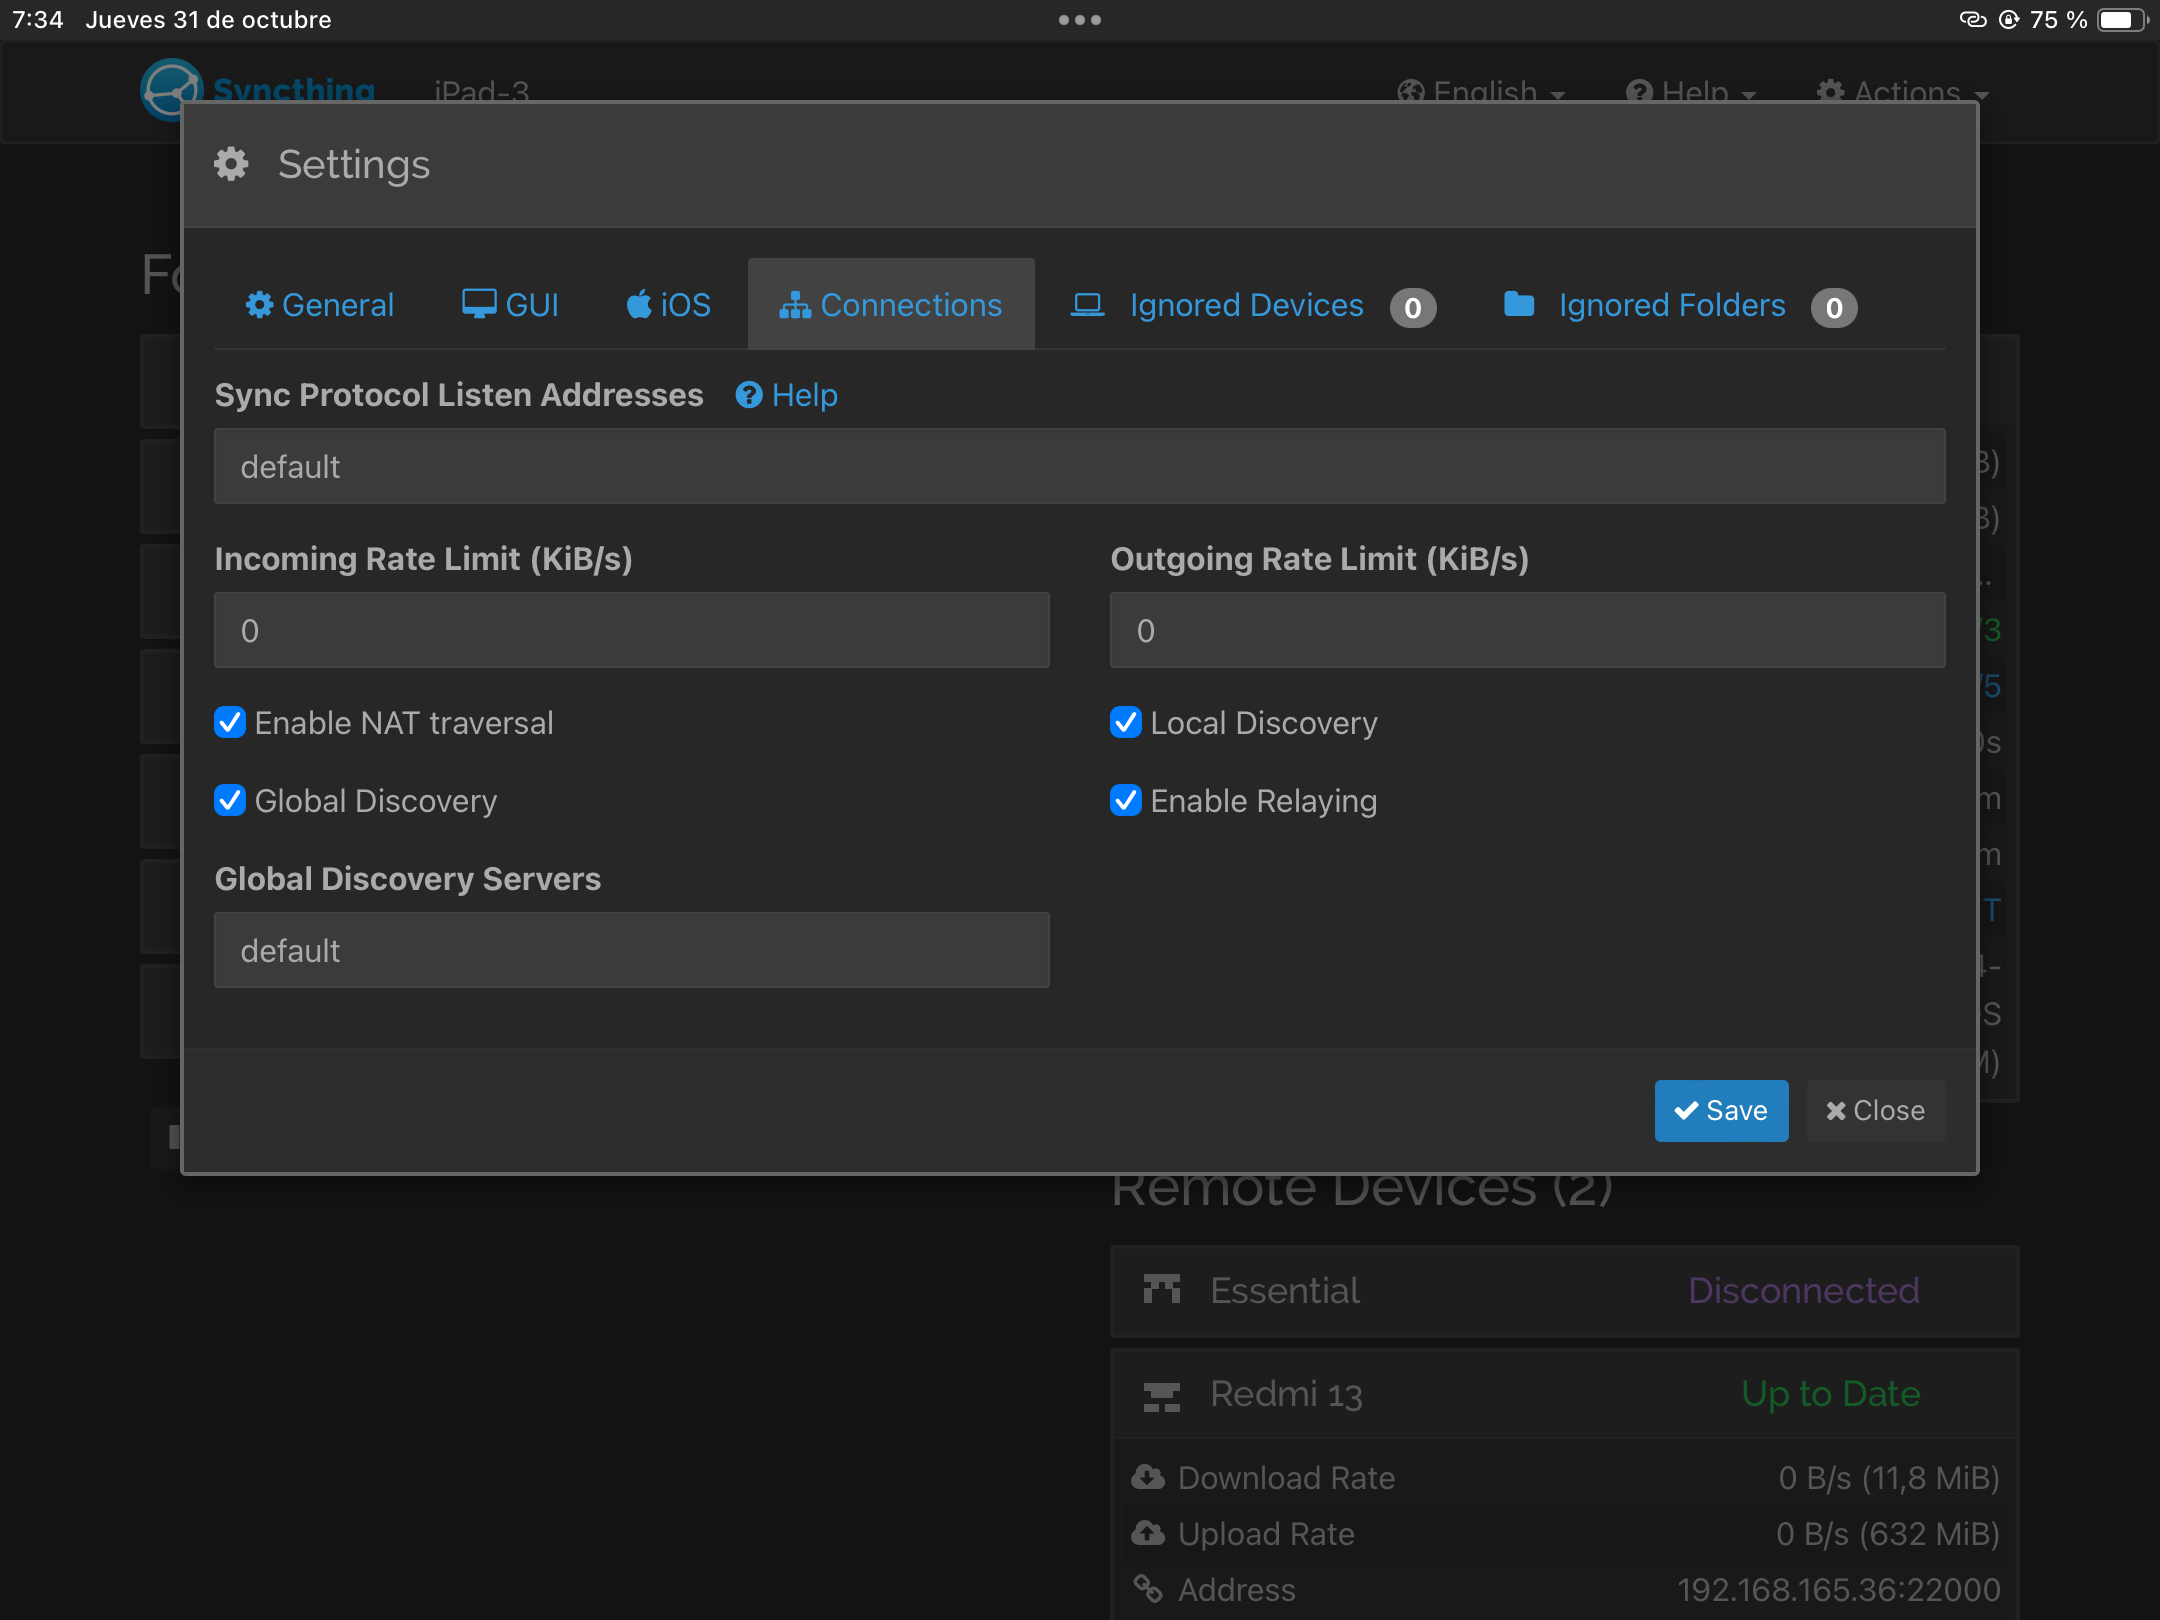 7:34 Jueves 31 de octubre 75 %
Syncthing iPad-3 English Help Actions
Settings
General GUI iOS Connections Ignored Devices 0 Ignored Folders 0
Sync Protocol Listen Addresses Help
default
Incoming Rate Limit (KiB/s) Outgoing Rate Limit (KiB/s)
0 0
Enable NAT traversal Local Discovery
Global Discovery Enable Relaying
Global Discovery Servers
default
Save Close
Remote Devices (2)
Essential Disconnected
Redmi 13 Up to Date
Download Rate 0 B/s (11,8 MiB)
Upload Rate 0 B/s (632 MiB)
Address 192.168.165.36:22000